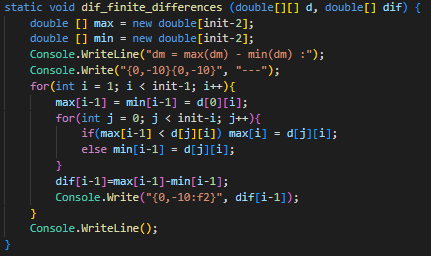 static void dif_finite_differences (double[][] d, double[] dif) {
    double [] max = new double[init-2];
    double [] min = new double[init-2];
    Console.WriteLine("dm = max(dm) - min(dm) :");
    Console.Write("{0,-10}{0,-10}", "---");
    for(int i = 1; i < init-1; i++){
        max[i-1] = min[i-1] = d[0][i];
        for(int j = 0; j < init-i; j++){
            if(max[i-1] < d[j][i]) max[i] = d[j][i];
            else min[i-1] = d[j][i];
        }
        dif[i-1]=max[i-1]-min[i-1];
        Console.Write("{0,-10:f2}", dif[i-1]);
    }
    Console.WriteLine();
}